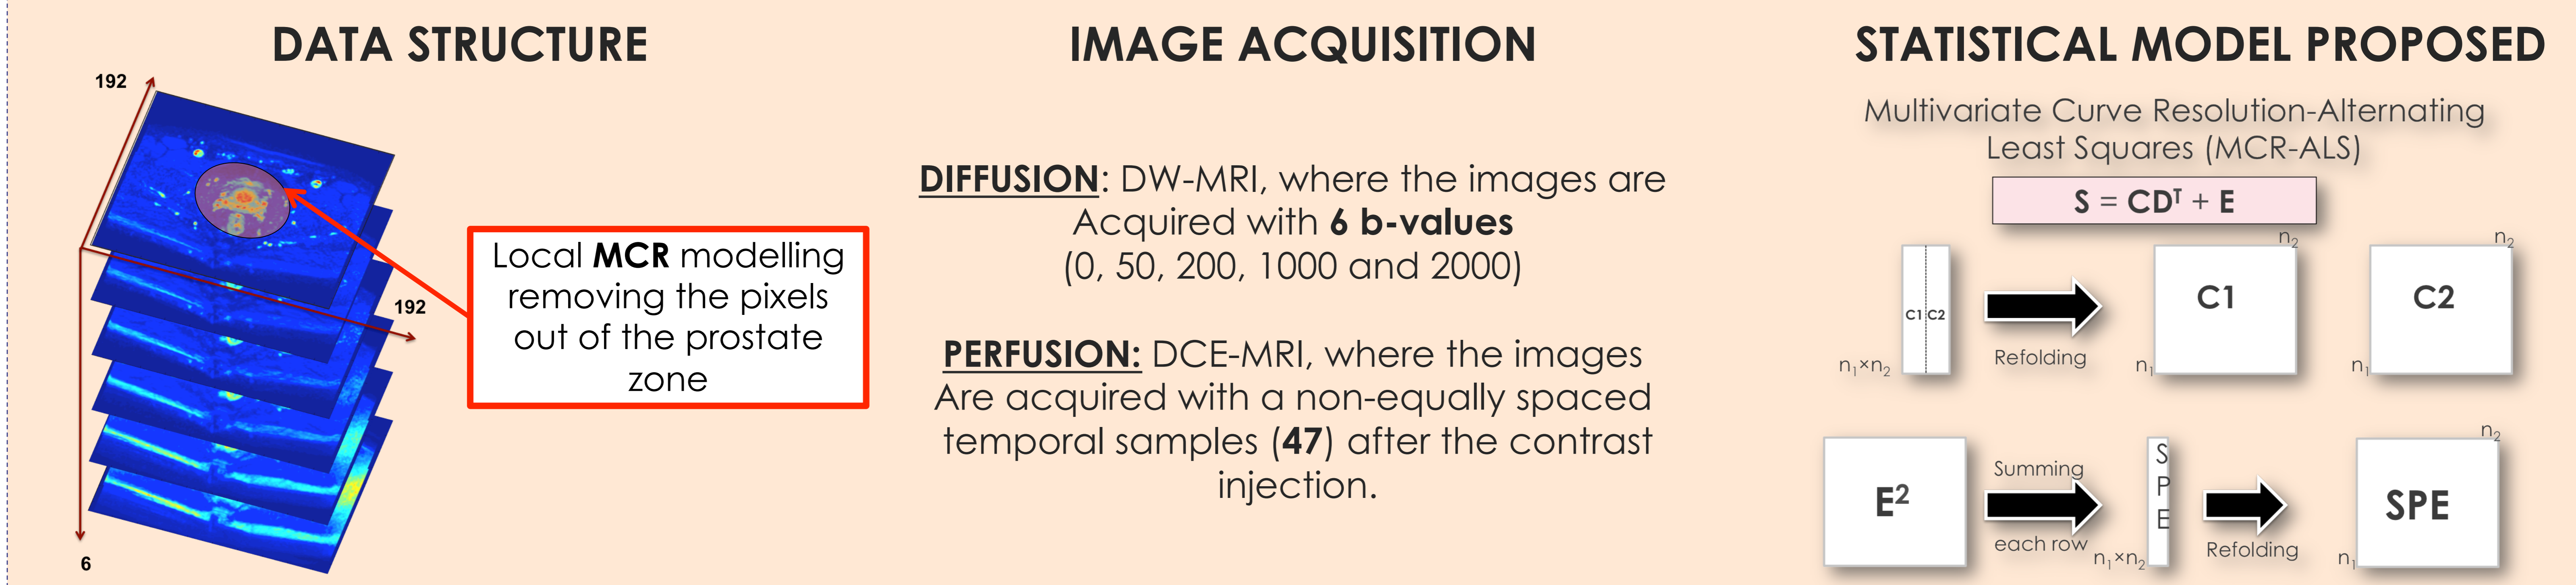 DATA STRUCTURE
192
192
6
Local MCR modelling
removing the pixels
out of the prostate
zone
IMAGE ACQUISITION
DIFFUSION: DW-MRI, where the images are
Acquired with 6 b-values
(0, 50, 200, 1000 and 2000)
PERFUSION: DCE-MRI, where the images
Are acquired with a non-equally spaced
temporal samples (47) after the contrast
injection.
STATISTICAL MODEL PROPOSED
Multivariate Curve Resolution-Alternating
Least Squares (MCR-ALS)
S = CDᵀ + E
C1 C2
n₁×n₂
Refolding
n₂
C1
n₁
n₂
C2
n₁
E²
Summing
each row
SPE
n₁×n₂
Refolding
n₂
SPE
n₁